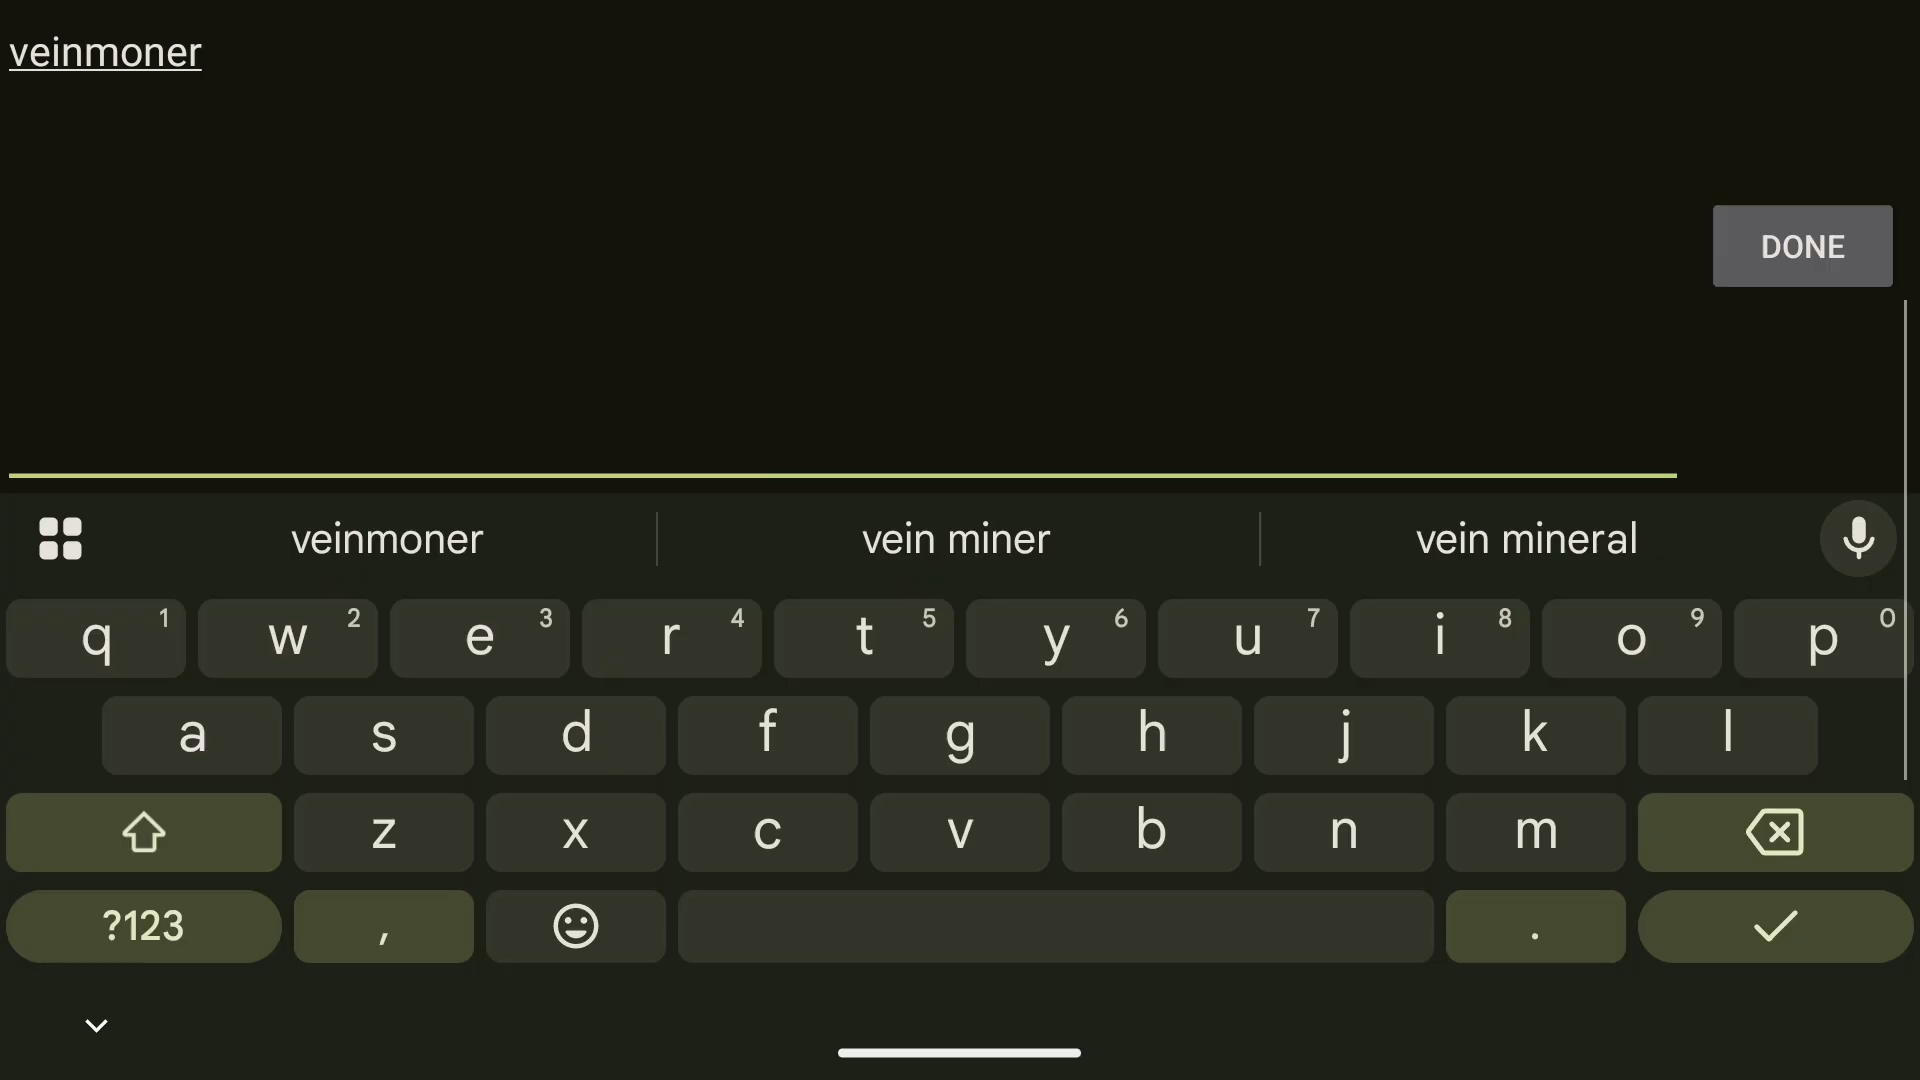 veinmoner
DONE
veinmoner vein miner vein mineral
q 1 w 2 e 3 r 4 t 5 y 6 u 7 i 8 o 9 p 0
a s d f g h j k l
z x c v b n m
?123 , .